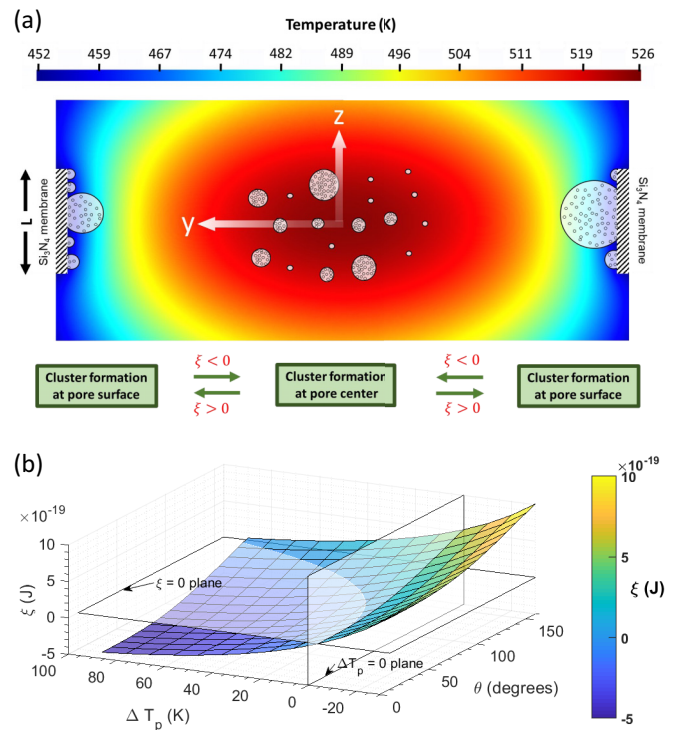 (a)
Temperature (K)
452 459 467 474 482 489 496 504 511 519 526
z
y
L
Si3N4 membrane
Si3N4 membrane
ξ < 0
ξ < 0
Cluster formation
at pore surface
Cluster formation
at pore center
Cluster formation
at pore surface
ξ > 0
ξ > 0
(b)
×10⁻¹⁹
10
5
0
-5
ξ (J)
ξ = 0 plane
ΔTp = 0 plane
100 80 60 40 20 0 -20
Δ Tp (K)
0 50 100 150
θ (degrees)
×10⁻¹⁹
10
5
0
-5
ξ (J)